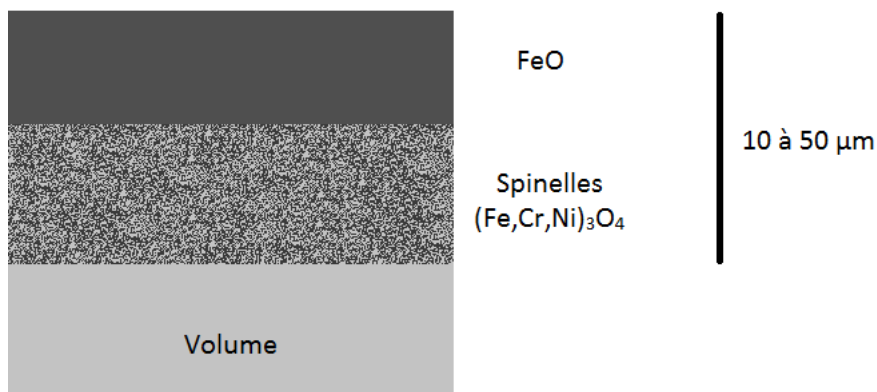 FeO
10 à 50 µm
Spinelles
(Fe,Cr,Ni)₃O₄
Volume